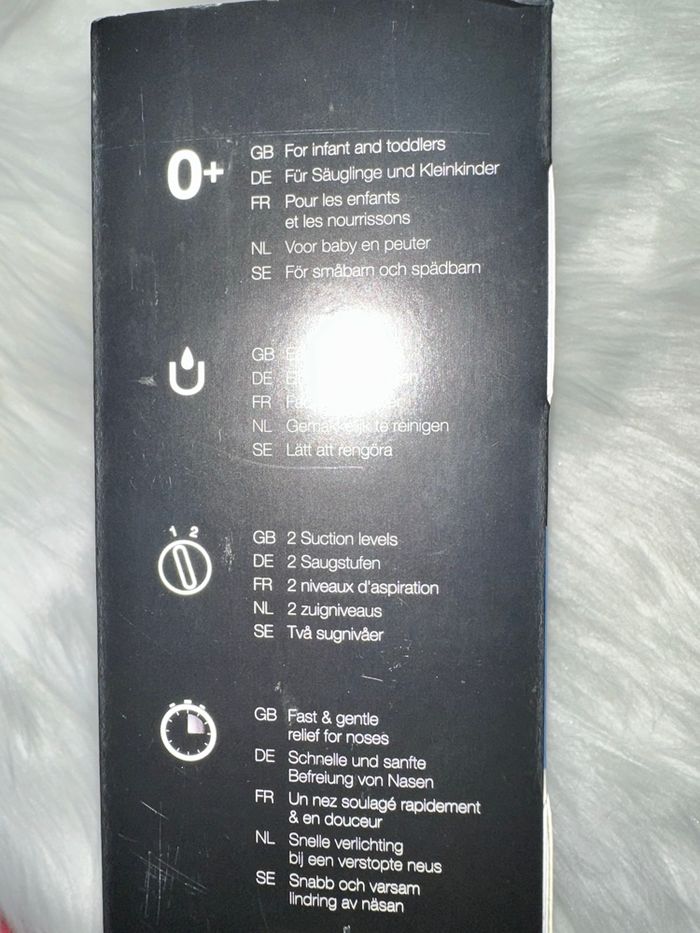 0+
GB For infant and toddlers
DE Für Säuglinge und Kleinkinder
FR Pour les enfants
et les nourrissons
NL Voor baby en peuter
SE För småbarn och spädbarn
GB
DE
FR
NL Gemakkelijk te reinigen
SE Lätt att rengöra
1 2
GB 2 Suction levels
DE 2 Saugstufen
FR 2 niveaux d'aspiration
NL 2 zuigniveaus
SE Två sugnivåer
GB Fast & gentle
relief for noses
DE Schnelle und sanfte
Befreiung von Nasen
FR Un nez soulagé rapidement
& en douceur
NL Snelle verlichting
bij een verstopte neus
SE Snabb och varsam
lindring av näsan